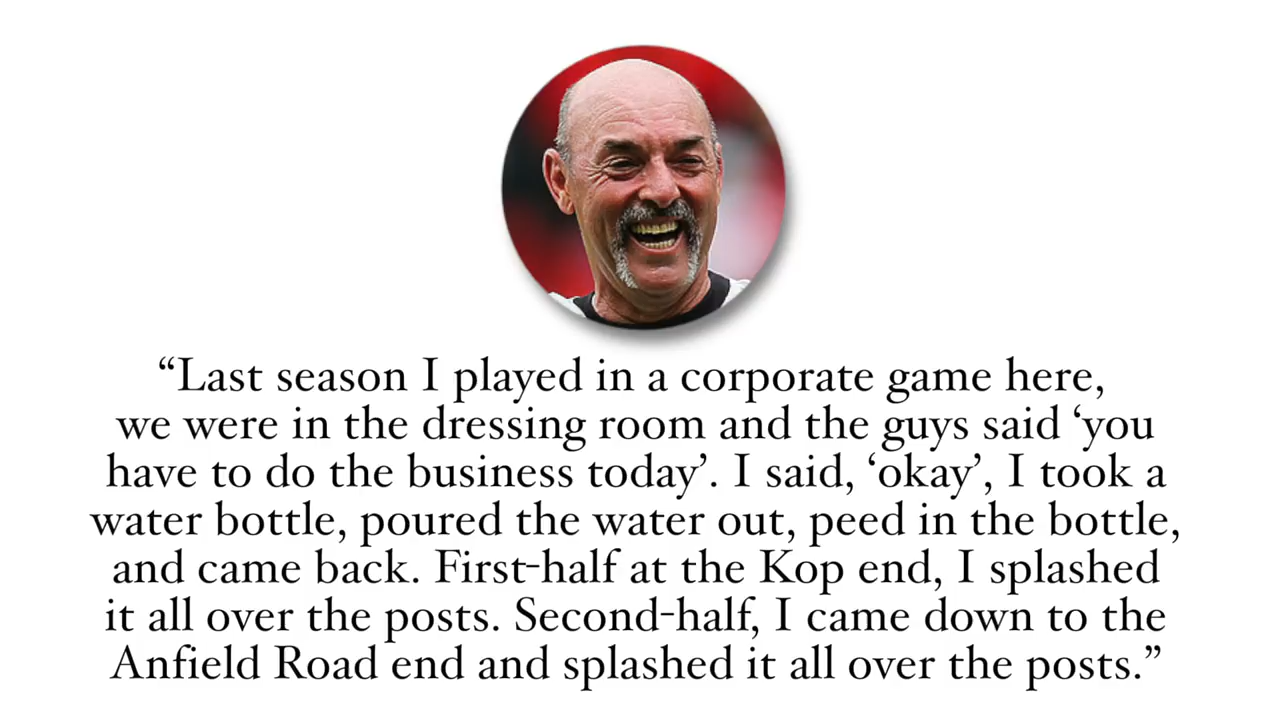 “Last season I played in a corporate game here,
we were in the dressing room and the guys said ‘you
have to do the business today’. I said, ‘okay’, I took a
water bottle, poured the water out, peed in the bottle,
and came back. First-half at the Kop end, I splashed
it all over the posts. Second-half, I came down to the
Anfield Road end and splashed it all over the posts.”